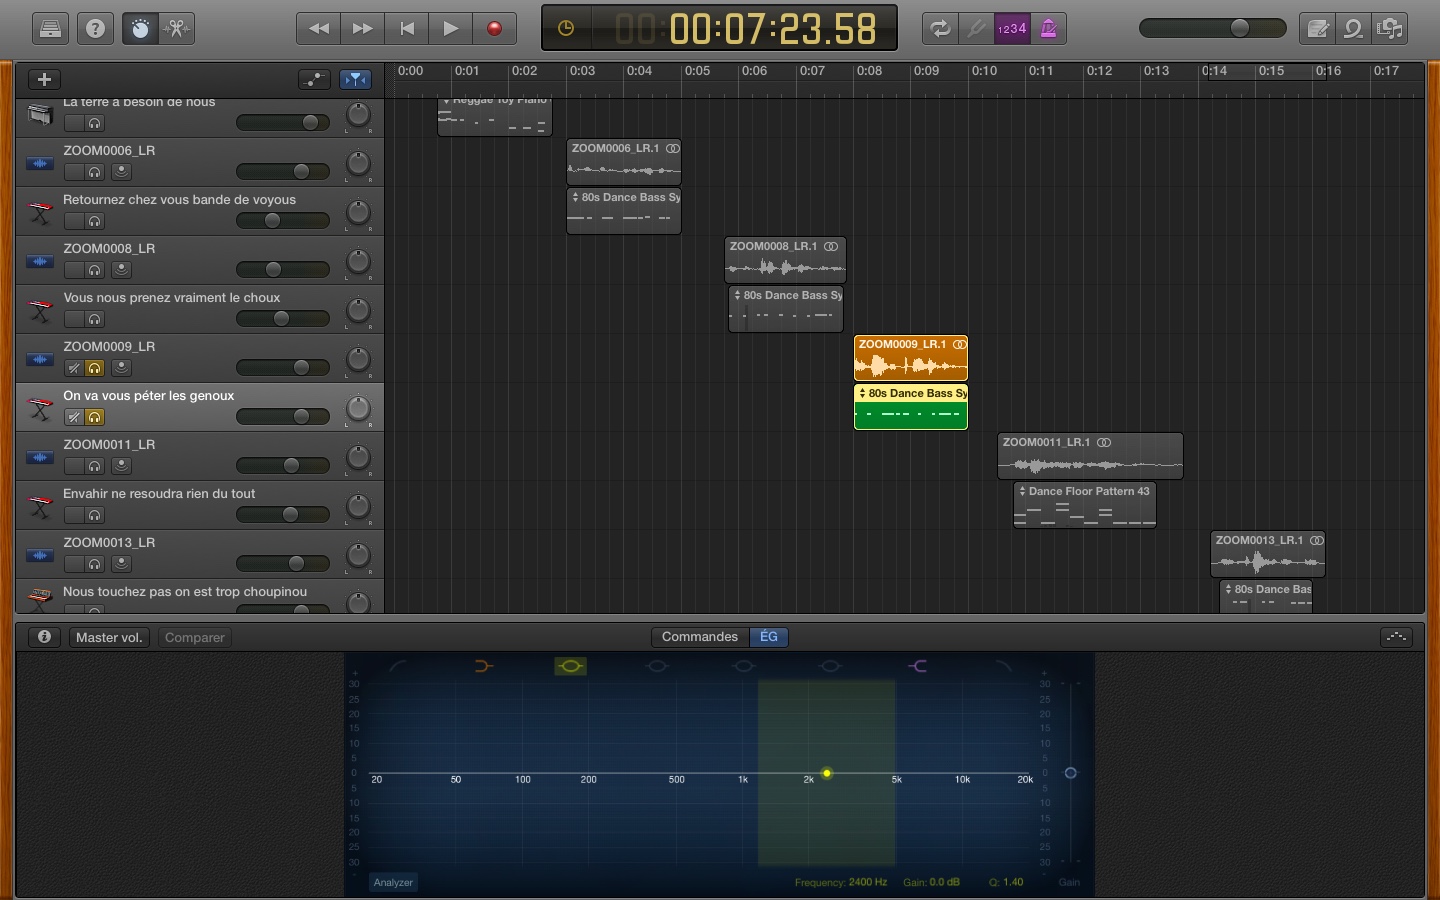 ?
00:07:23.58
1234
+
0:00 0:01 0:02 0:03 0:04 0:05 0:06 0:07 0:08 0:09 0:10 0:11 0:12 0:13 0:14 0:15 0:16 0:17
La terre a besoin de nous
L R
Reggae Toy Piano
ZOOM0006_LR
L R
ZOOM0006_LR.1
Retournez chez vous bande de voyous
L R
80s Dance Bass Sy
ZOOM0008_LR
L R
ZOOM0008_LR.1
Vous nous prenez vraiment le choux
L R
80s Dance Bass Sy
ZOOM0009_LR
L R
ZOOM0009_LR.1
On va vous péter les genoux
L R
80s Dance Bass Sy
ZOOM0011_LR
L R
ZOOM0011_LR.1
Envahir ne resoudra rien du tout
L R
Dance Floor Pattern 43
ZOOM0013_LR
L R
ZOOM0013_LR.1
Nous touchez pas on est trop choupinou
80s Dance Bas
Master vol. Comparer Commandes ÉG
+ +
30 30
25 25
20 20
15 15
10 10
5 5
0 20 50 100 200 500 1k 2k 5k 10k 20k 0
5 5
10 10
15 15
20 20
25 25
30 30
- -
Analyzer Frequency: 2400 Hz Gain: 0.0 dB Q: 1.40 Gain